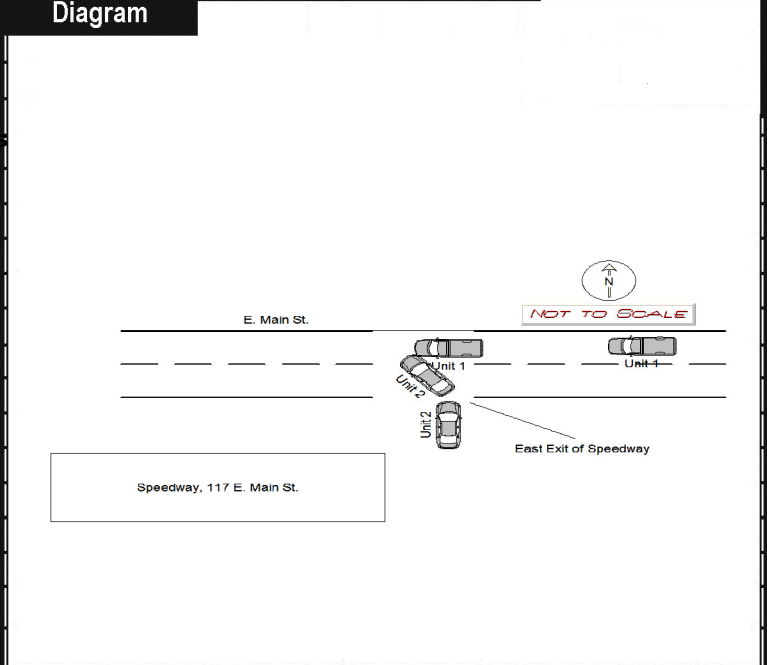 Diagram
N
NOT TO SCALE
E. Main St.
Unit 1
Unit 1
Unit 2
Unit 2
East Exit of Speedway
Speedway, 117 E. Main St.